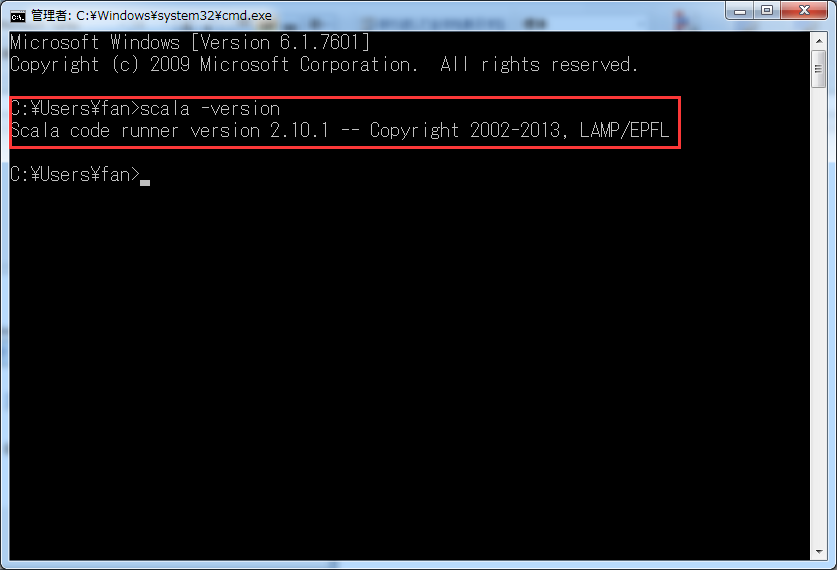 管理者: C:¥Windows¥system32¥cmd.exe
Microsoft Windows [Version 6.1.7601]
Copyright (c) 2009 Microsoft Corporation.  All rights reserved.
C:¥Users¥fan>scala -version
Scala code runner version 2.10.1 -- Copyright 2002-2013, LAMP/EPFL
C:¥Users¥fan>